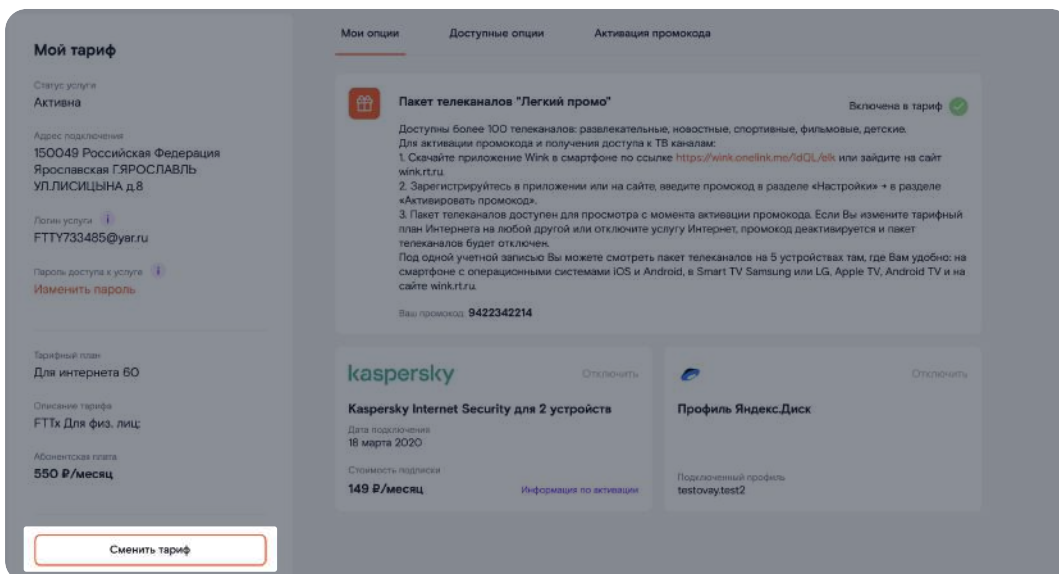 Мой тариф
Статус услуги
Активна
Адрес подключения
150049 Российская Федерация
Ярославская Г.ЯРОСЛАВЛЬ
УЛ.ЛИСИЦЫНА д.8
Логин услуги i
FTTY733485@yar.ru
Пароль доступа к услуге i
Изменить пароль
Тарифный план
Для интернета 60
Описание тарифа
FTTx Для физ. лиц;
Абонентская плата
550 ₽/месяц
Сменить тариф
Мои опции Доступные опции Активация промокода
Пакет телеканалов "Легкий промо" Включена в тариф
Доступны более 100 телеканалов: развлекательные, новостные, спортивные, фильмовые, детские.
Для активации промокода и получения доступа к ТВ каналам:
1. Скачайте приложение Wink в смартфоне по ссылке https://wink.onelink.me/idQL/elk или зайдите на сайт
wink.rt.ru.
2. Зарегистрируйтесь в приложении или на сайте, введите промокод в разделе «Настройки» → в разделе
«Активировать промокод».
3. Пакет телеканалов доступен для просмотра с момента активации промокода. Если Вы измените тарифный
план Интернета на любой другой или отключите услугу Интернет, промокод деактивируется и пакет
телеканалов будет отключен.
Под одной учетной записью Вы можете смотреть пакет телеканалов на 5 устройствах там, где Вам удобно: на
смартфоне с операционными системами iOS и Android, в Smart TV Samsung или LG, Apple TV, Android TV и на
сайте wink.rt.ru.
Ваш промокод: 9422342214
kaspersky Отключить
Kaspersky Internet Security для 2 устройств
Дата подключения
18 марта 2020
Стоимость подписки
149 ₽/месяц Информация по активации
Отключить
Профиль Яндекс.Диск
Подключенный профиль
testovay.test2